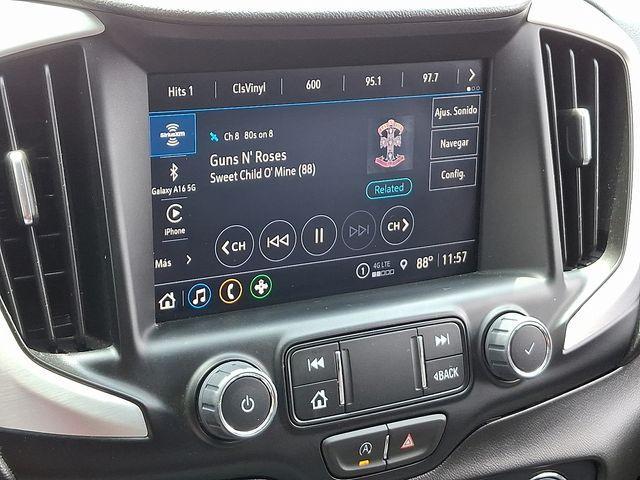 Hits 1 ClsVinyl 600 95.1 97.7
SiriusXM
Ch 8 80s on 8
Guns N' Roses
Sweet Child O' Mine (88)
Related
Ajus. Sonido
Navegar
Config.
Galaxy A16 5G
iPhone
Más
CH CH
1 4G LTE 88° 11:57
BACK